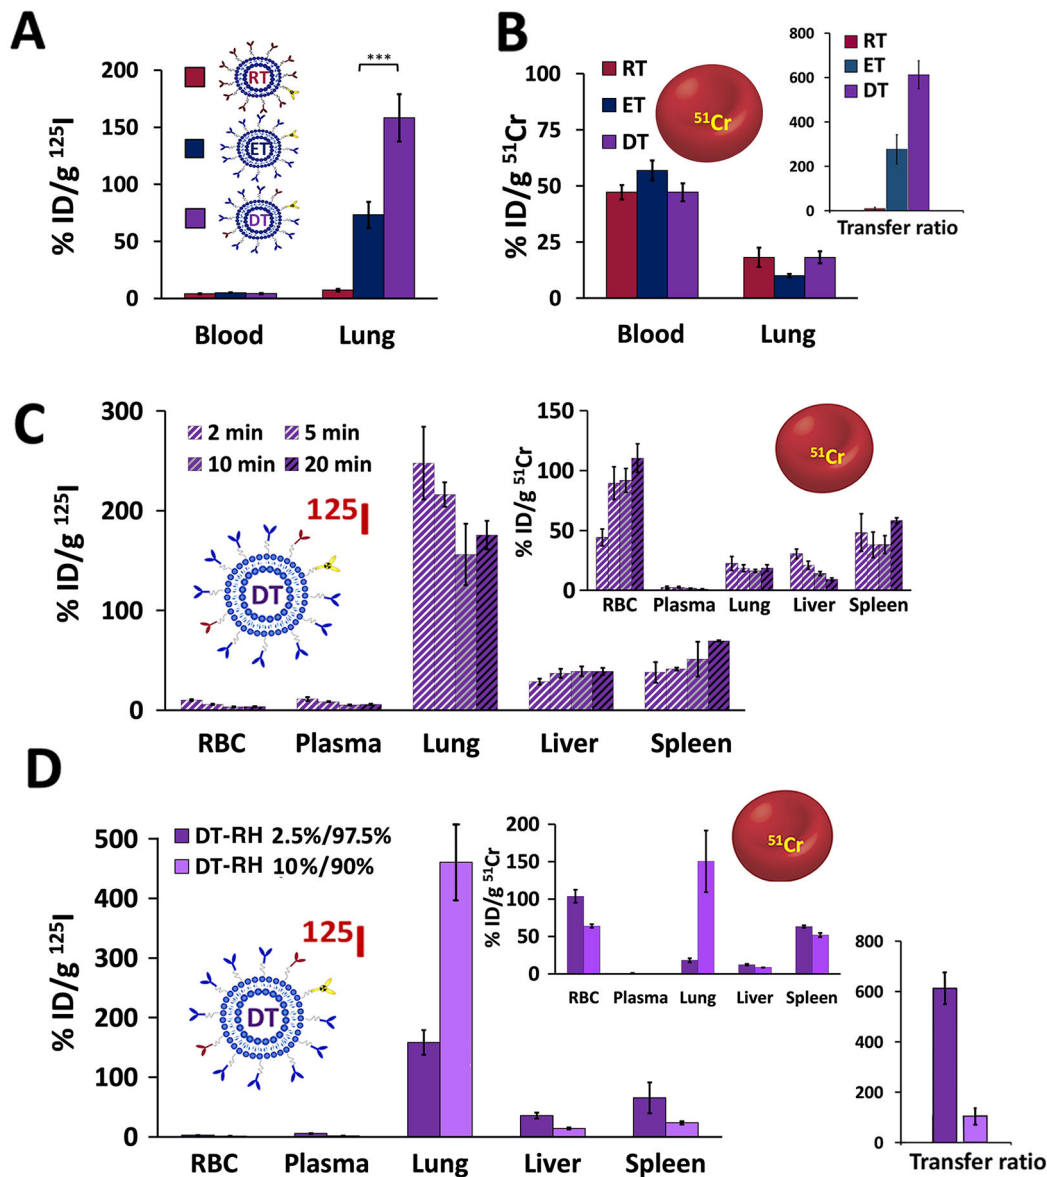 A
% ID/g 125I
200
150
100
50
0
RT
ET
DT
***
Blood
Lung
B
% ID/g 51Cr
100
75
50
25
0
RT
ET
DT
51Cr
Blood
Lung
800
600
400
200
0
RT
ET
DT
Transfer ratio
C
% ID/g 125I
300
200
100
0
2 min
5 min
10 min
20 min
125I
DT
RBC
Plasma
Lung
Liver
Spleen
% ID/g 51Cr
150
100
50
0
51Cr
RBC
Plasma
Lung
Liver
Spleen
D
% ID/g 125I
500
400
300
200
100
0
DT-RH 2.5%/97.5%
DT-RH 10%/90%
125I
DT
RBC
Plasma
Lung
Liver
Spleen
% ID/g 51Cr
200
150
100
50
0
51Cr
RBC
Plasma
Lung
Liver
Spleen
800
600
400
200
0
Transfer ratio